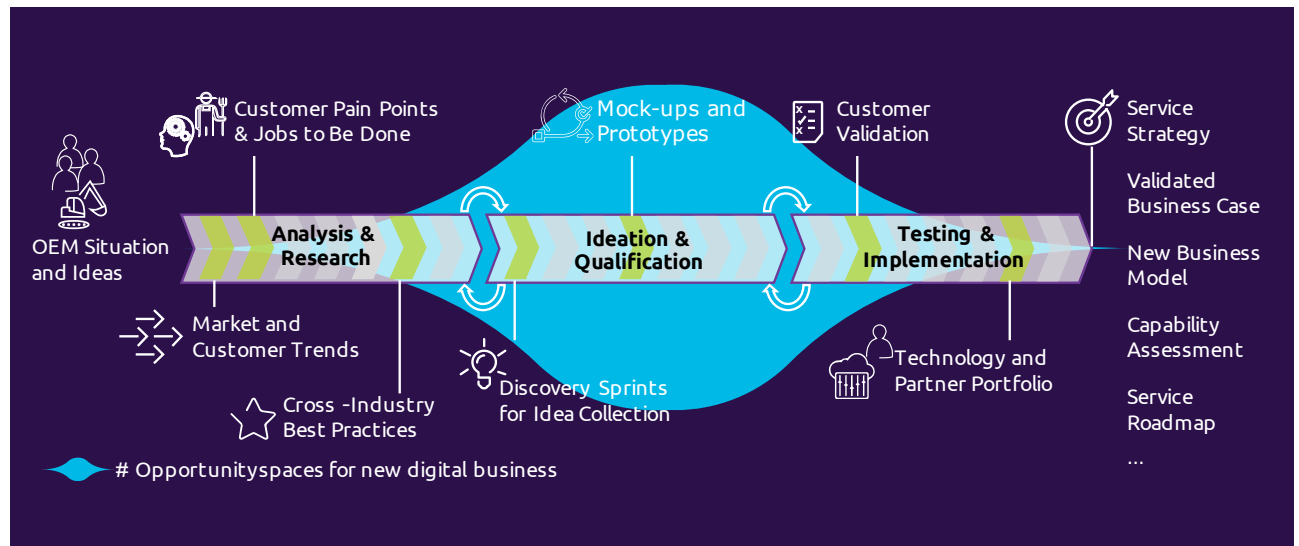 Customer Pain Points
& Jobs to Be Done
Mock-ups and
Prototypes
Customer
Validation
Service
Strategy
Validated
Business Case
New Business
Model
Capability
Assessment
Service
Roadmap
...
OEM Situation
and Ideas
Analysis &
Research
Ideation &
Qualification
Testing &
Implementation
Market and
Customer Trends
Cross -Industry
Best Practices
Discovery Sprints
for Idea Collection
Technology and
Partner Portfolio
# Opportunityspaces for new digital business